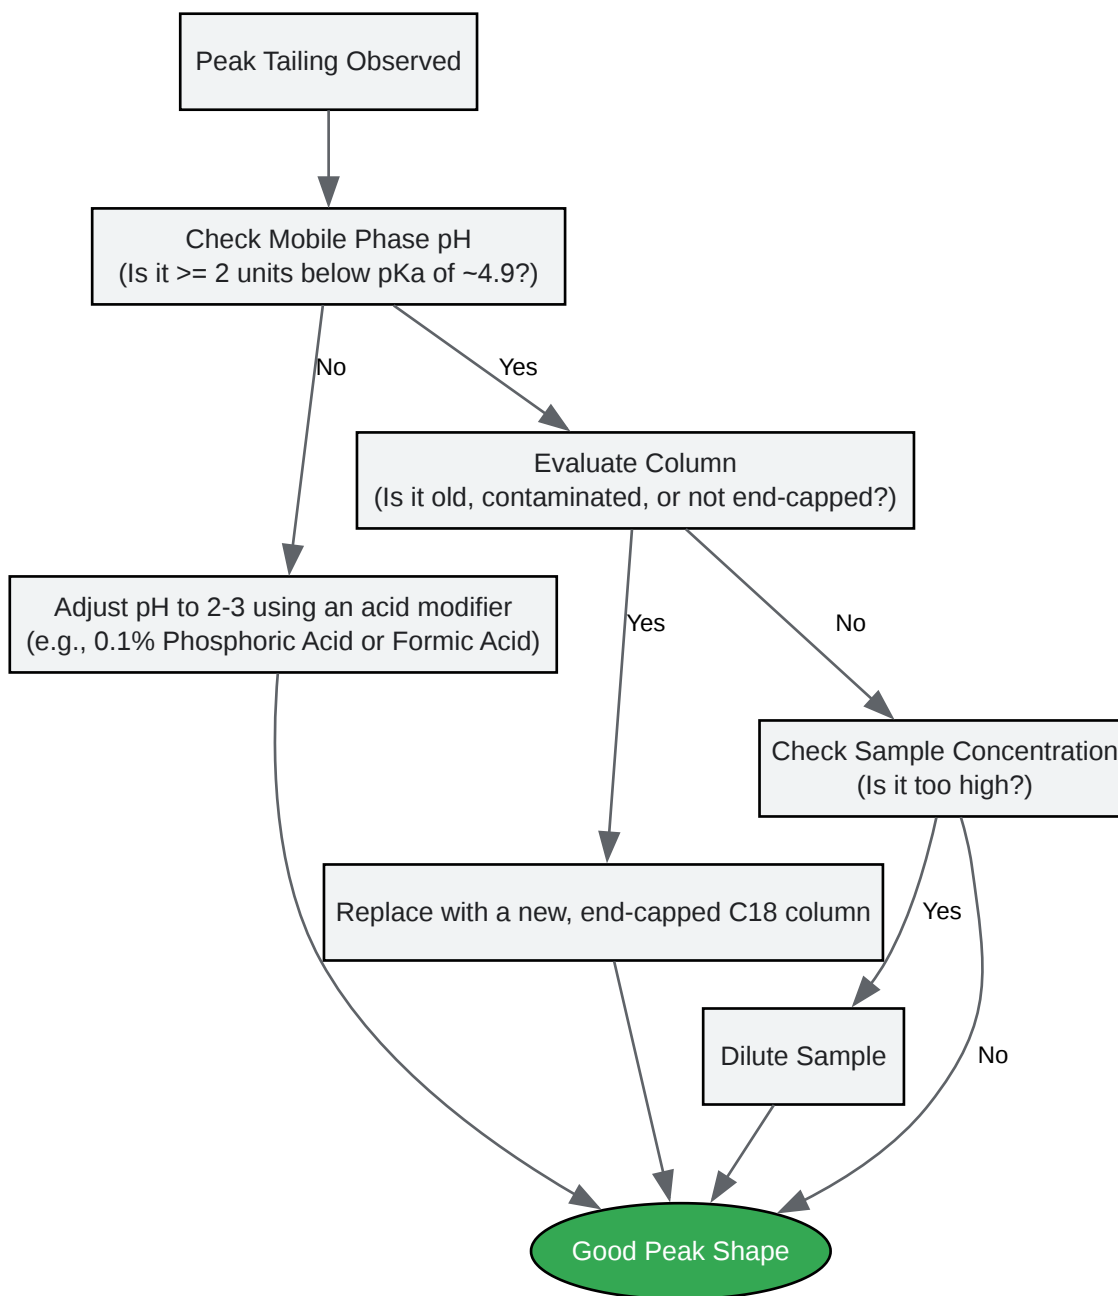 Peak Tailing Observed
Check Mobile Phase pH
(Is it >= 2 units below pKa of ~4.9?)
No
Yes
Evaluate Column
(Is it old, contaminated, or not end-capped?)
Adjust pH to 2-3 using an acid modifier
(e.g., 0.1% Phosphoric Acid or Formic Acid)
Yes
No
Check Sample Concentration
(Is it too high?)
Replace with a new, end-capped C18 column
Yes
Dilute Sample
No
Good Peak Shape